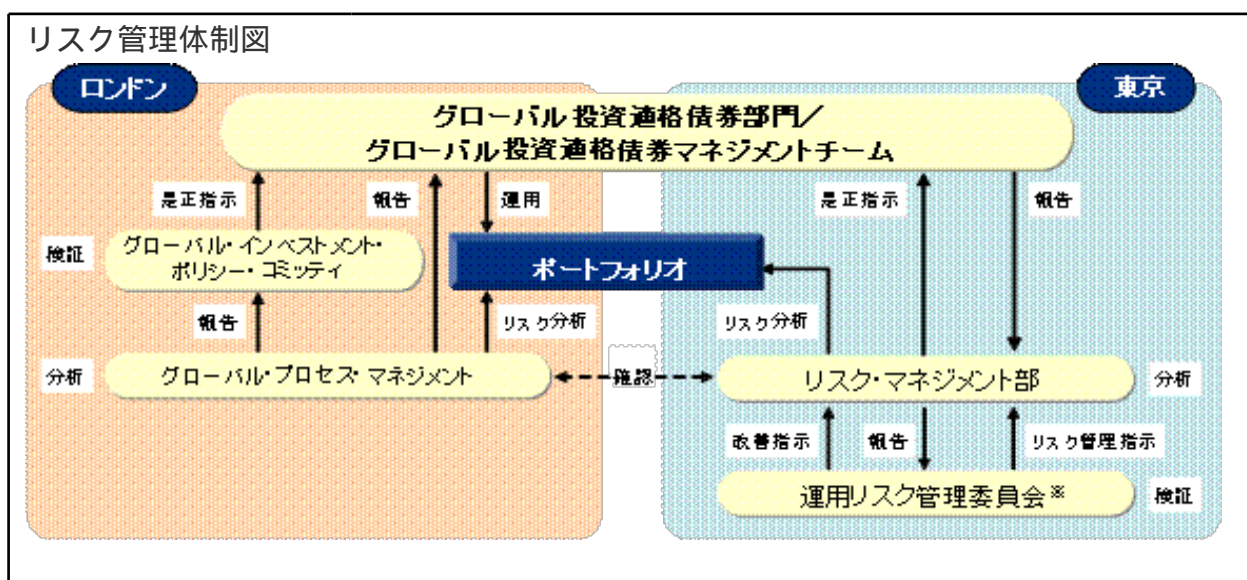 リスク管理体制図
ロンドン
東京
グローバル投資適格債券部門／
グローバル投資適格債券マネジメントチーム
是正指示
報告
運用
是正指示
報告
検証
グローバル・インベストメント・
ポリシー・コミッティ
ポートフォリオ
報告
リスク分析
リスク分析
分析
グローバル・プロセス・マネジメント
確認
リスク・マネジメント部
分析
改善指示
報告
リスク管理指示
運用リスク管理委員会※
検証